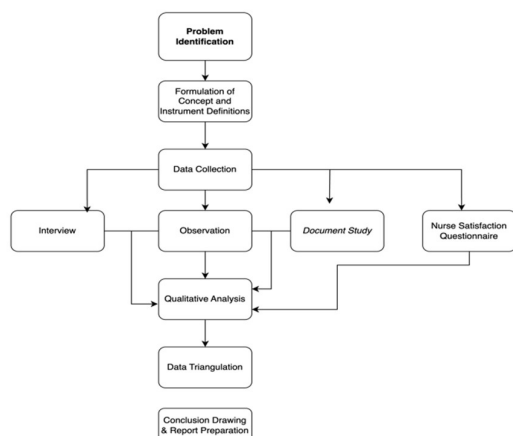 Problem
Identification
Formulation of
Concept and
Instrument Definitions
Data Collection
Interview
Observation
Document Study
Nurse Satisfaction
Questionnaire
Qualitative Analysis
Data Triangulation
Conclusion Drawing
& Report Preparation